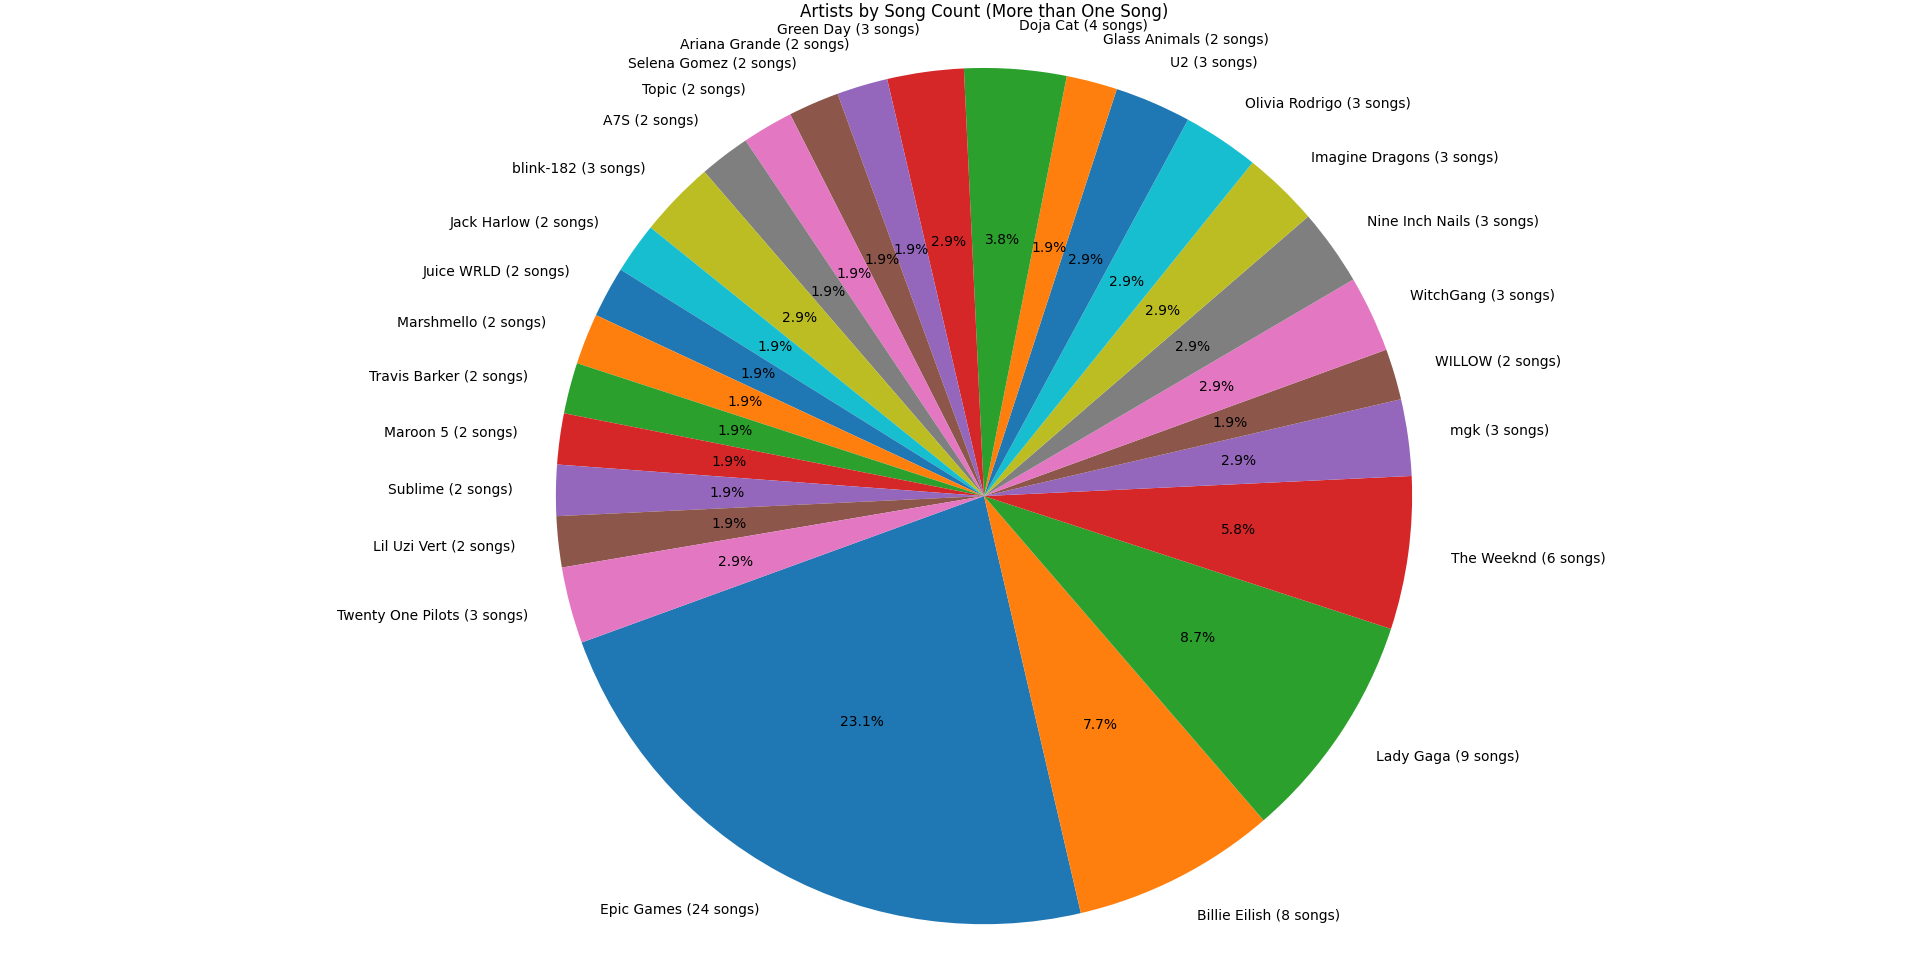 Artists by Song Count (More than One Song)
Green Day (3 songs)
Doja Cat (4 songs)
Ariana Grande (2 songs)
Glass Animals (2 songs)
Selena Gomez (2 songs)
U2 (3 songs)
Topic (2 songs)
Olivia Rodrigo (3 songs)
A7S (2 songs)
Imagine Dragons (3 songs)
blink-182 (3 songs)
Nine Inch Nails (3 songs)
Jack Harlow (2 songs)
WitchGang (3 songs)
Juice WRLD (2 songs)
WILLOW (2 songs)
Marshmello (2 songs)
mgk (3 songs)
Travis Barker (2 songs)
The Weeknd (6 songs)
Maroon 5 (2 songs)
Lady Gaga (9 songs)
Sublime (2 songs)
Billie Eilish (8 songs)
Lil Uzi Vert (2 songs)
Twenty One Pilots (3 songs)
Epic Games (24 songs)
3.8%
2.9%
1.9%
1.9%
1.9%
2.9%
1.9%
2.9%
1.9%
2.9%
2.9%
1.9%
2.9%
1.9%
2.9%
1.9%
1.9%
1.9%
2.9%
1.9%
1.9%
1.9%
2.9%
5.8%
8.7%
23.1%
7.7%